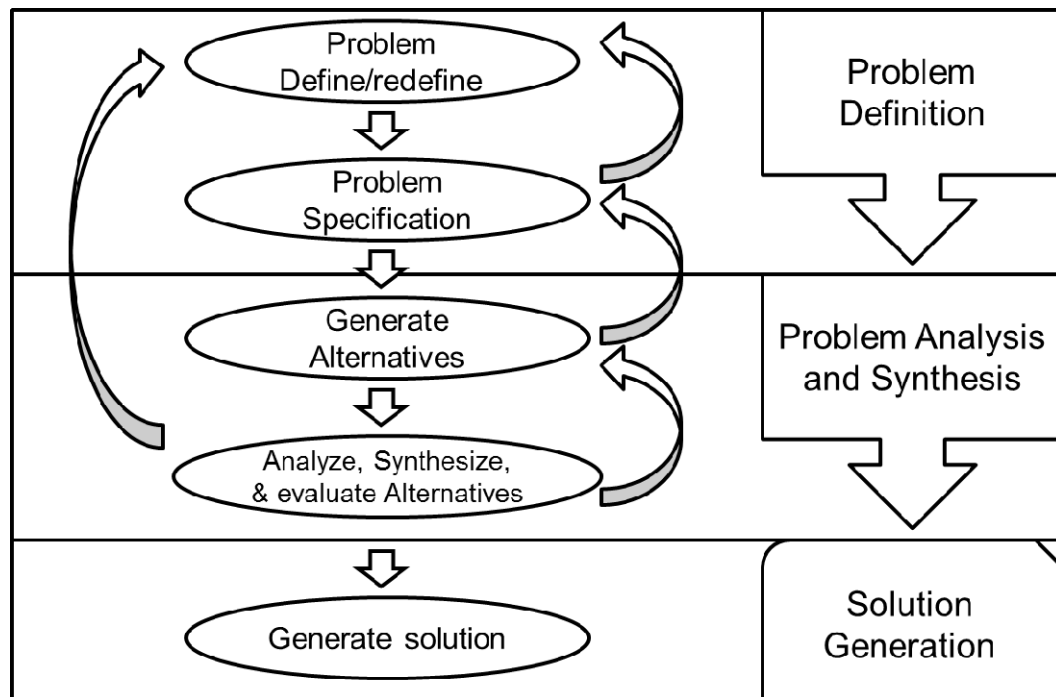 Problem
Define/redefine
Problem
Specification
Problem
Definition
Generate
Alternatives
Analyze, Synthesize,
& evaluate Alternatives
Problem Analysis
and Synthesis
Generate solution
Solution
Generation